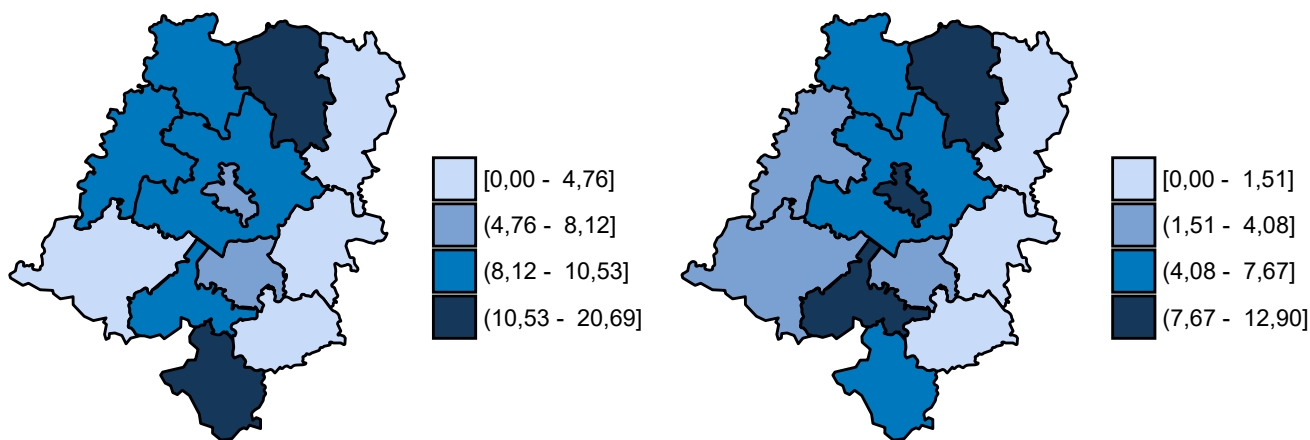 [0,00 - 4,76]
(4,76 - 8,12]
(8,12 - 10,53]
(10,53 - 20,69]
[0,00 - 1,51]
(1,51 - 4,08]
(4,08 - 7,67]
(7,67 - 12,90]